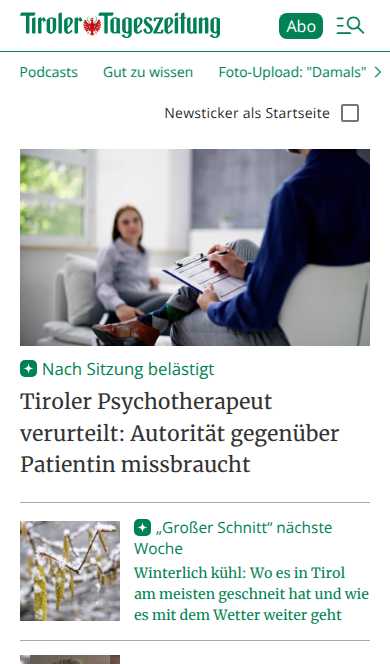 Tiroler Tageszeitung
Abo
Podcasts Gut zu wissen Foto-Upload: "Damals"
Newsticker als Startseite
Nach Sitzung belästigt
Tiroler Psychotherapeut
verurteilt: Autorität gegenüber
Patientin missbraucht
„Großer Schnitt“ nächste
Woche
Winterlich kühl: Wo es in Tirol
am meisten geschneit hat und wie
es mit dem Wetter weiter geht